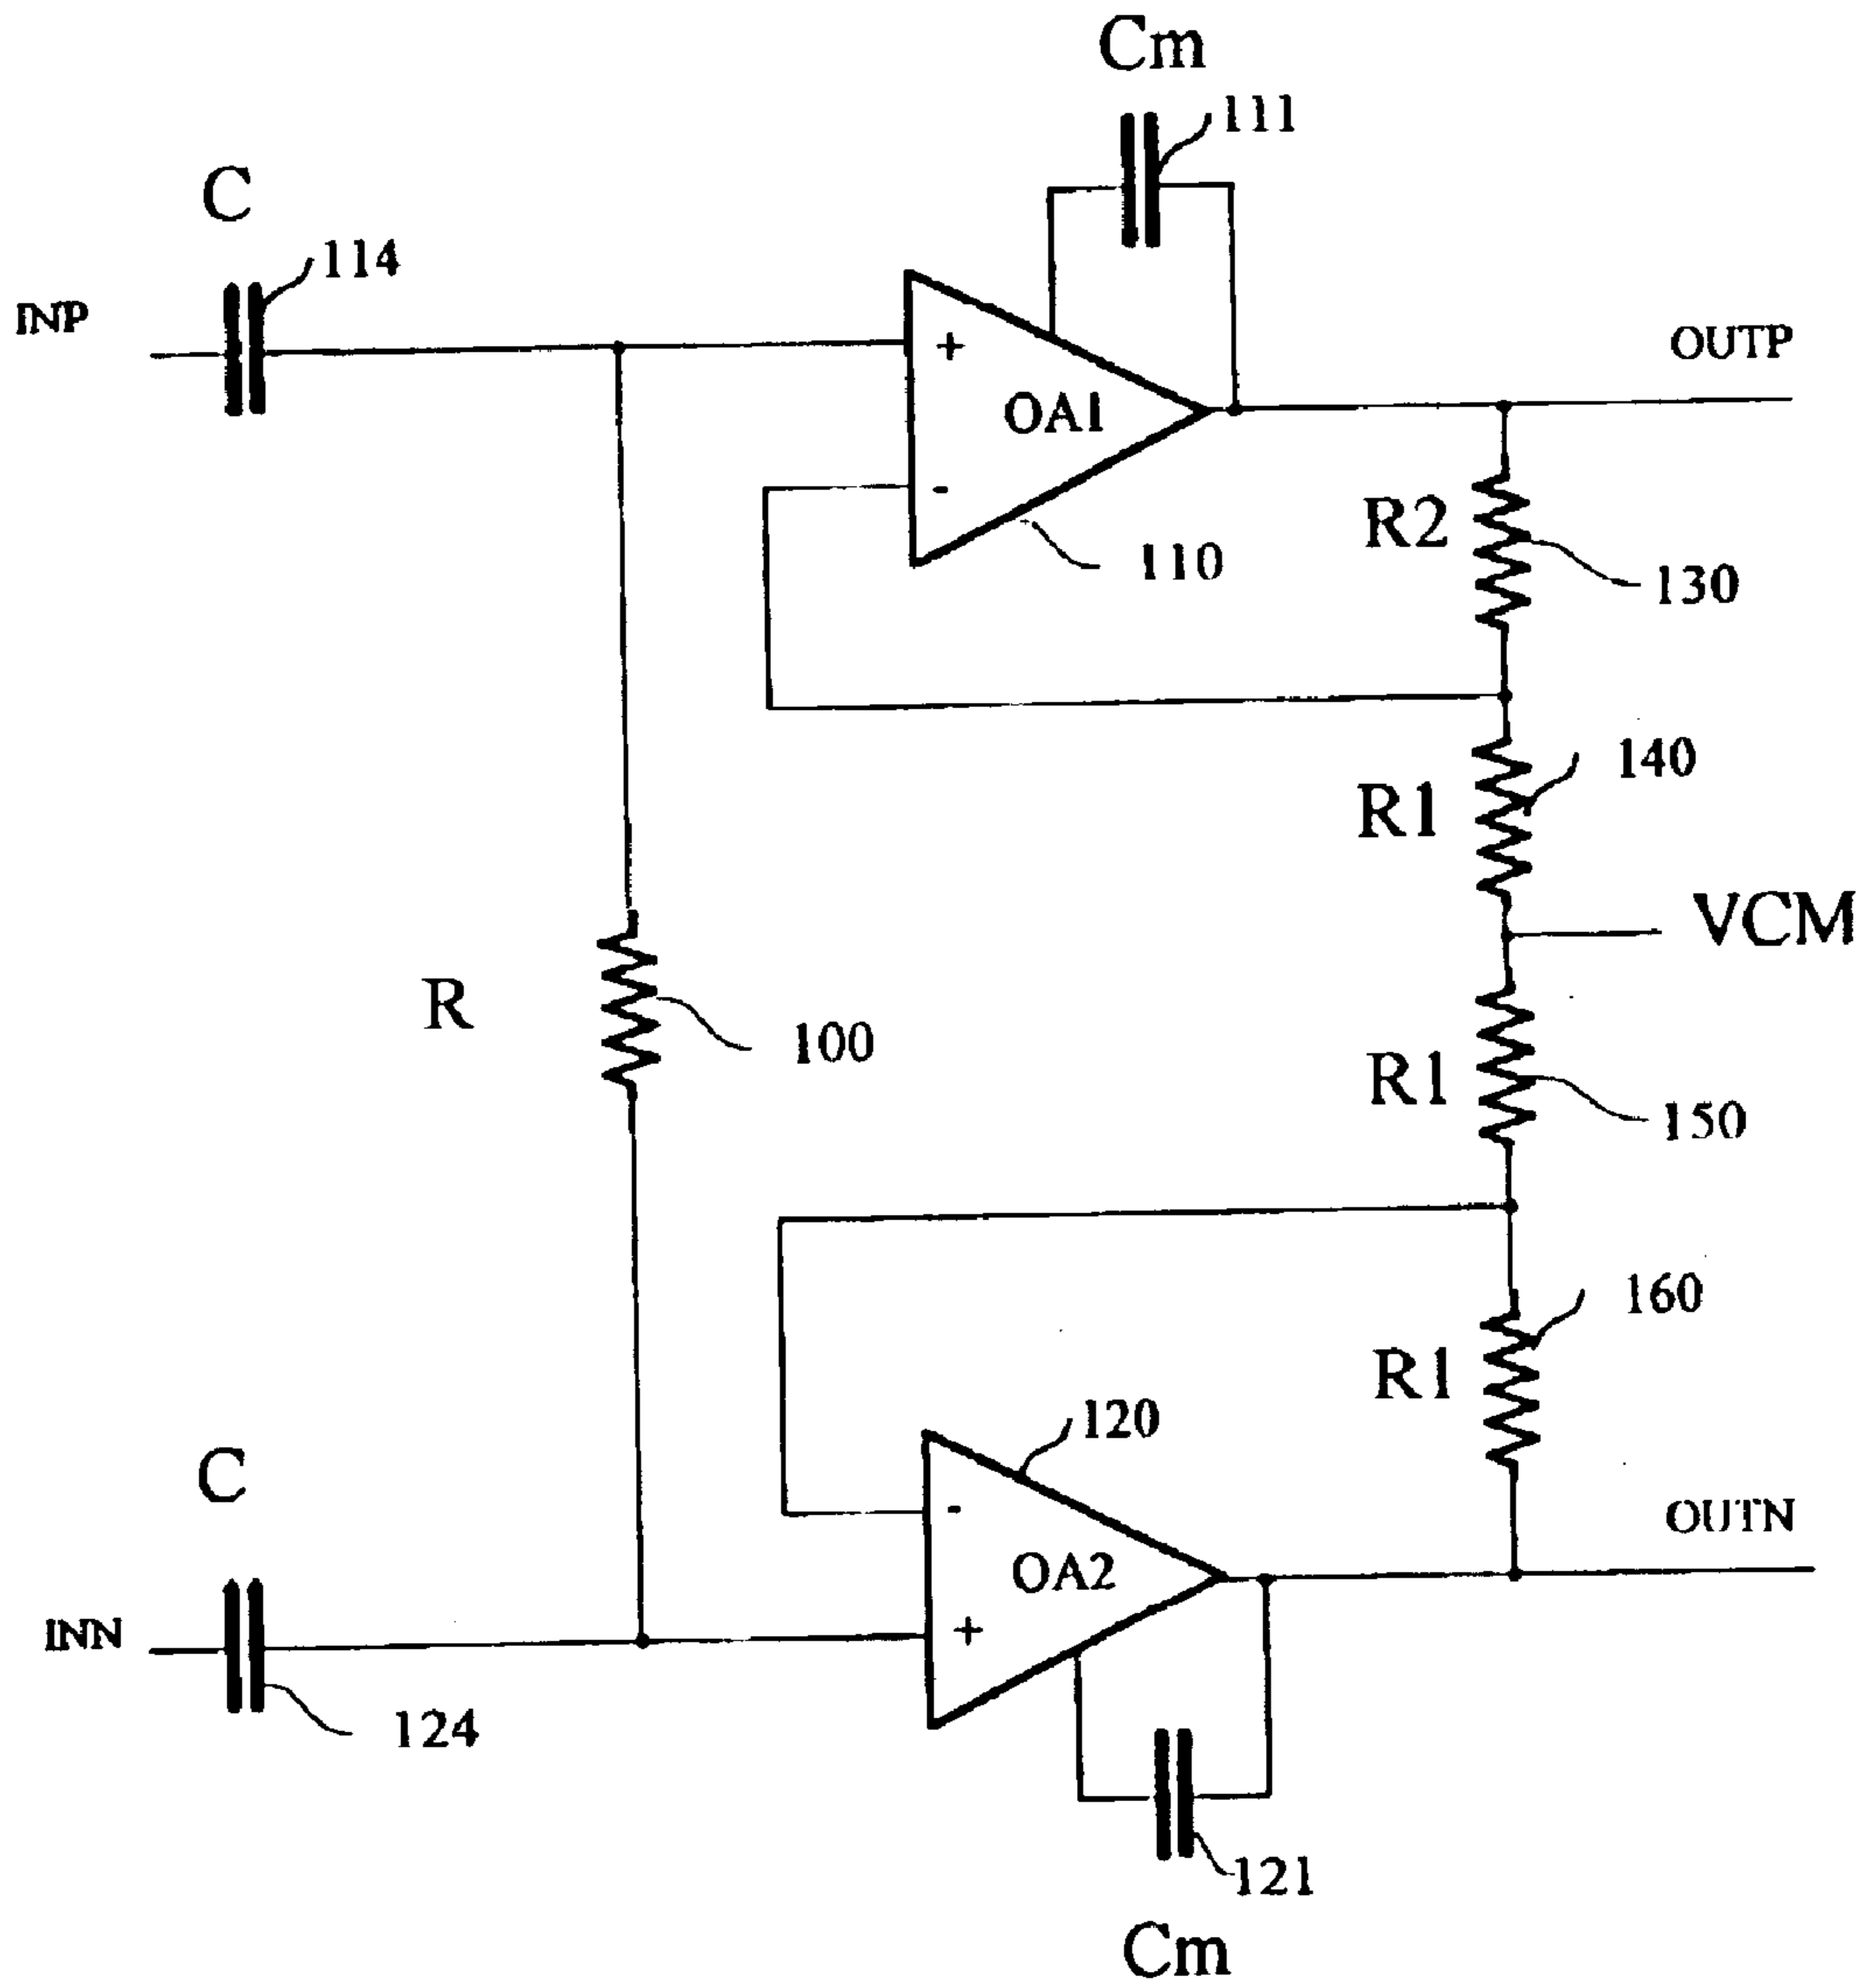 Cm
111
C
114
INP
+
OA1
-
110
OUTP
R2
130
140
R1
VCM
R
100
R1
150
160
R1
120
C
-
OA2
+
OUTN
INN
124
121
Cm